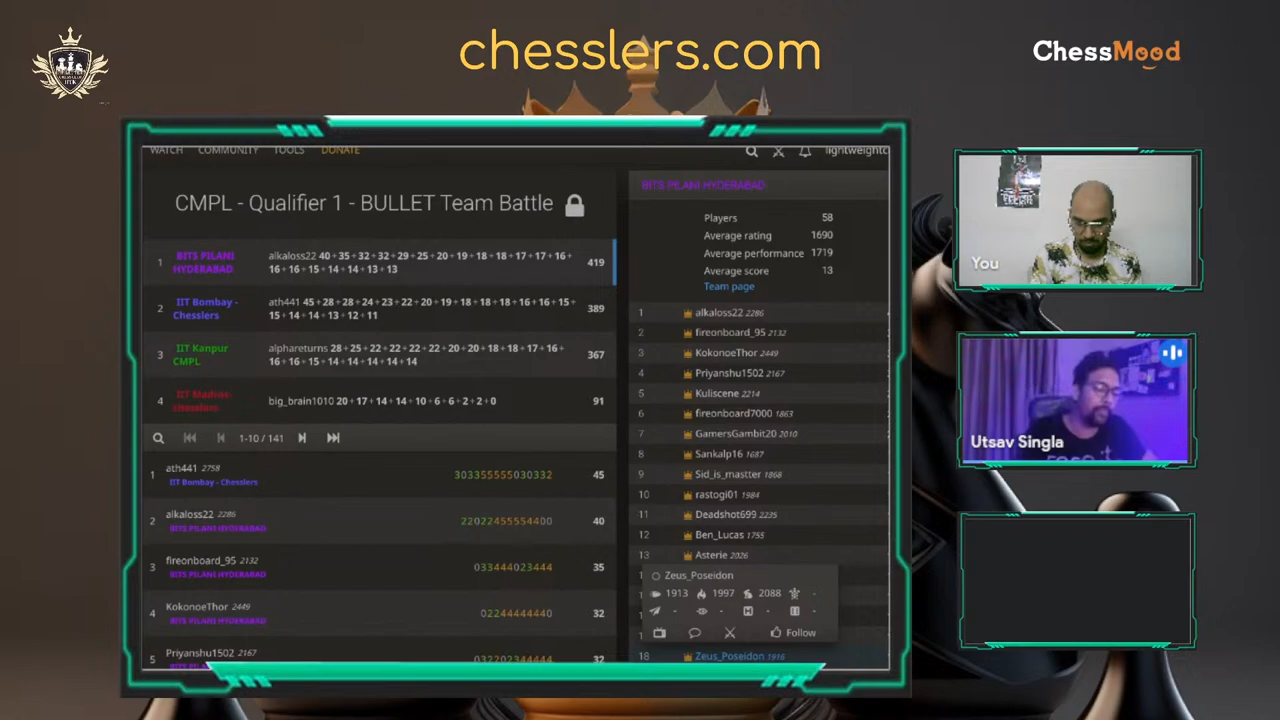 chesslers.com
ChessMood
WATCH COMMUNITY TOOLS DONATE
lightweightc
CMPL - Qualifier 1 - BULLET Team Battle
1 BITS PILANI HYDERABAD alkaloss22 40+35+32+32+29+25+20+19+18+18+17+17+16+
16+16+15+14+14+13+13 419
2 IIT Bombay - Chesslers ath441 45+28+28+24+23+22+20+19+18+18+18+16+16+15+
15+14+14+13+12+11 389
3 IIT Kanpur CMPL alphareturns 28+25+22+22+22+22+20+20+18+18+17+16+
16+16+15+14+14+14+14+14 367
4 IIT Madras- chesslers big_brain1010 20+17+14+14+10+6+6+2+2+0 91
1-10 / 141
1 ath441 2758 303355555030332 45
IIT Bombay - Chesslers
2 alkaloss22 2286 22022455554400 40
BITS PILANI HYDERABAD
3 fireonboard_95 2132 033444023444 35
BITS PILANI HYDERABAD
4 KokonoeThor 2449 0224444440 32
BITS PILANI HYDERABAD
5 Priyanshu1502 2167 032202344444 32
BITS PILANI HYDERABAD
Players 58
Average rating 1690
Average performance 1719
Average score 13
Team page
1 alkaloss22 2286
2 fireonboard_95 2132
3 KokonoeThor 2449
4 Priyanshu1502 2167
5 Kuliscene 2214
6 fireonboard7000 1863
7 GamersGambit20 2010
8 Sankalp16 1687
9 Sid_is_mastter 1866
10 rastogi01 1984
11 Deadshot699 2235
12 Ben_Lucas 1755
13 Asterie 2026
Zeus_Poseidon
1913 1997 2088 -
- - - -
Follow
18 Zeus_Poseidon 1916
You
Utsav Singla